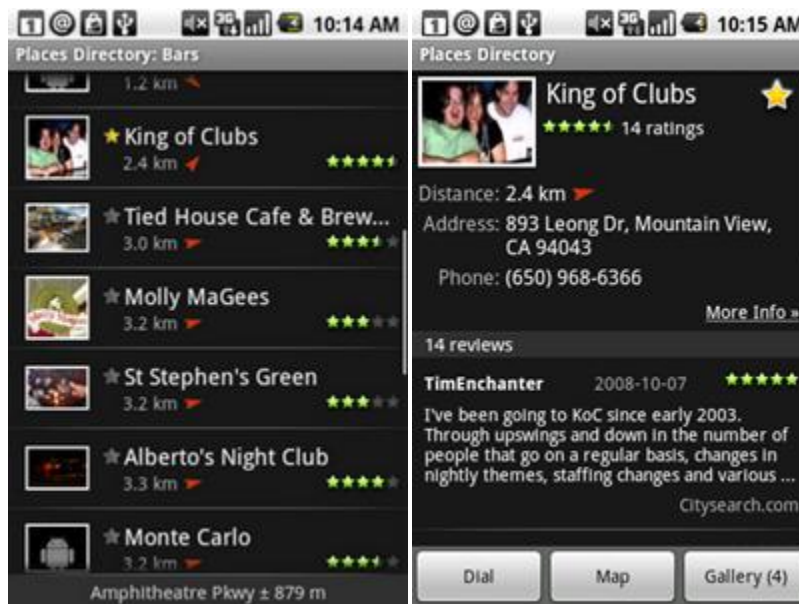 10:14 AM
Places Directory: Bars
1.2 km
King of Clubs
2.4 km
Tied House Cafe & Brew...
3.0 km
Molly MaGees
3.2 km
St Stephen's Green
3.2 km
Alberto's Night Club
3.3 km
Monte Carlo
3.2 km
Amphitheatre Pkwy ± 879 m
1 @ 3G 10:15 AM
Places Directory
King of Clubs
14 ratings
Distance: 2.4 km
Address: 893 Leong Dr, Mountain View,
CA 94043
Phone: (650) 968-6366
More Info »
14 reviews
TimEnchanter 2008-10-07
I've been going to KoC since early 2003.
Through upswings and down in the number of
people that go on a regular basis, changes in
nightly themes, staffing changes and various ...
Citysearch.com
Dial Map Gallery (4)